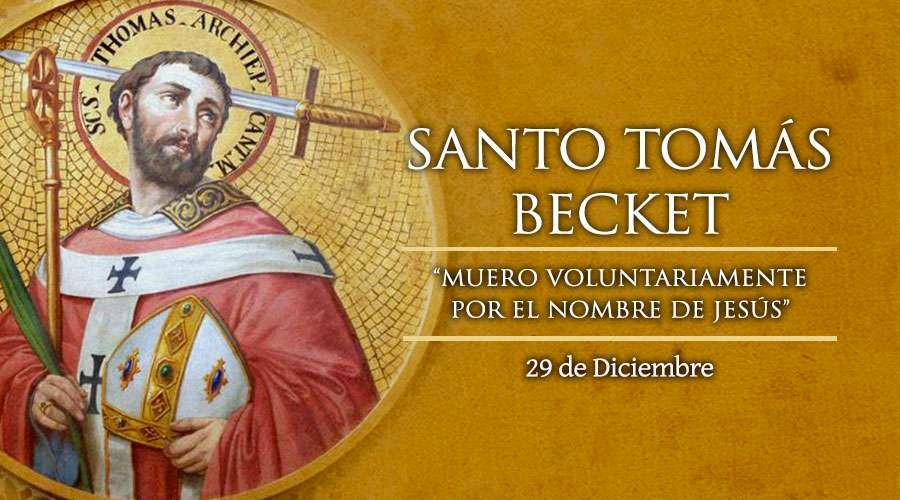 SCS. THOMAS ARCHIEP. CANT. M.
SANTO TOMÁS
BECKET
“MUERO VOLUNTARIAMENTE
POR EL NOMBRE DE JESÚS”
29 de Diciembre